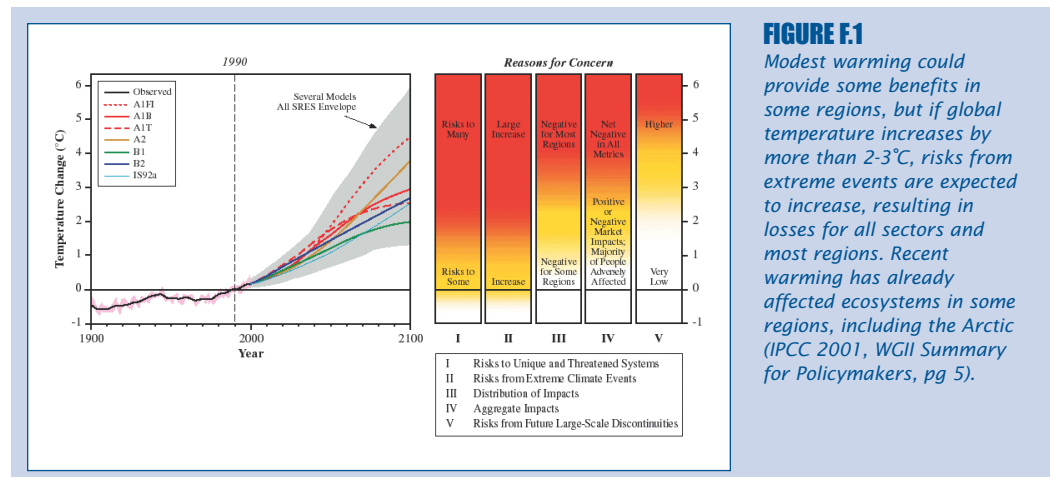 1990
Reasons for Concern
6
5
4
3
2
1
0
-1
Temperature Change (°C)
Observed
A1FI
A1B
A1T
A2
B1
B2
IS92a
Several Models
All SRES Envelope
1900
2000
2100
Year
Risks to
Many
Risks to
Some
Large
Increase
Increase
Negative
for Most
Regions
Negative
for Some
Regions
Net
Negative
in All
Metrics
Positive
or
Negative
Market
Impacts;
Majority
of People
Adversely
Affected
Higher
Very
Low
6
5
4
3
2
1
0
-1
I
II
III
IV
V
I Risks to Unique and Threatened Systems
II Risks from Extreme Climate Events
III Distribution of Impacts
IV Aggregate Impacts
V Risks from Future Large-Scale Discontinuities
FIGURE F.1
Modest warming could
provide some benefits in
some regions, but if global
temperature increases by
more than 2-3°C, risks from
extreme events are expected
to increase, resulting in
losses for all sectors and
most regions. Recent
warming has already
affected ecosystems in some
regions, including the Arctic
(IPCC 2001, WGII Summary
for Policymakers, pg 5).